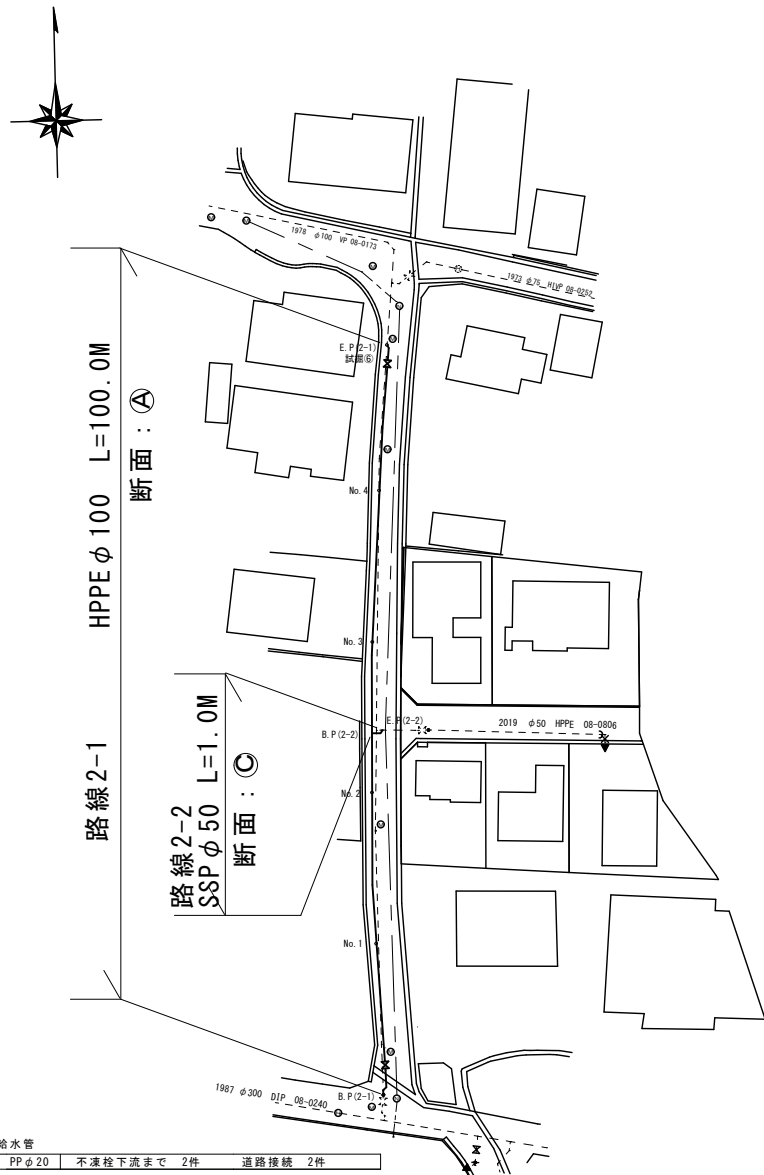 1978 φ100 VP 08-0173
1973 φ75 HIVP 08-0252
E.P(2-1)
試掘⑥
No.4
路線2-1 HPPEφ100 L=100.0M
断面：Ⓐ
No.3
路線2-2
SSPφ50 L=1.0M
断面：Ⓒ
B.P(2-2)
E.P(2-2)
2019 φ50 HPPE 08-0806
No.2
No.1
1987 φ300 DIP 08-0240
B.P(2-1)
給水管
PPφ20 不凍栓下流まで 2件 道路接続 2件